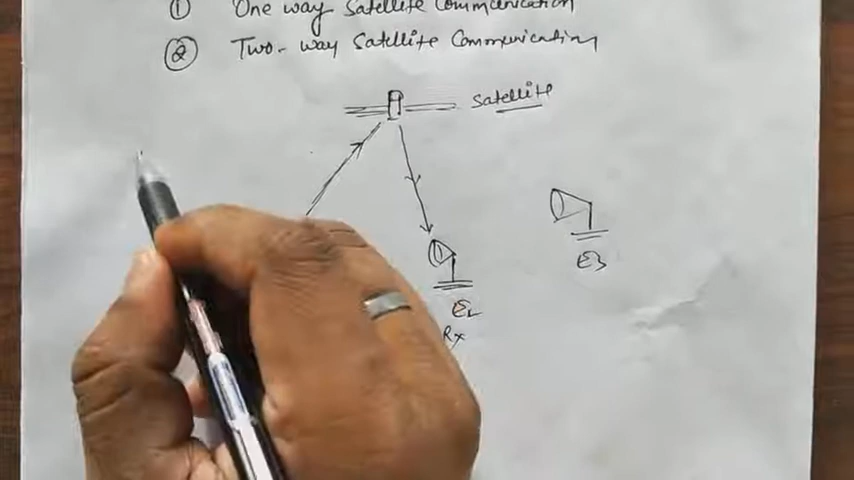 ① One way Satellite Communication
② Two-way Satellite Communication
Satellite
E3
E2
Rx